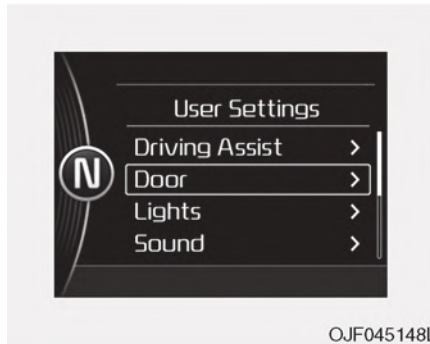 User Settings
Driving Assist >
N
Door >
Lights >
Sound >
OJF045148L